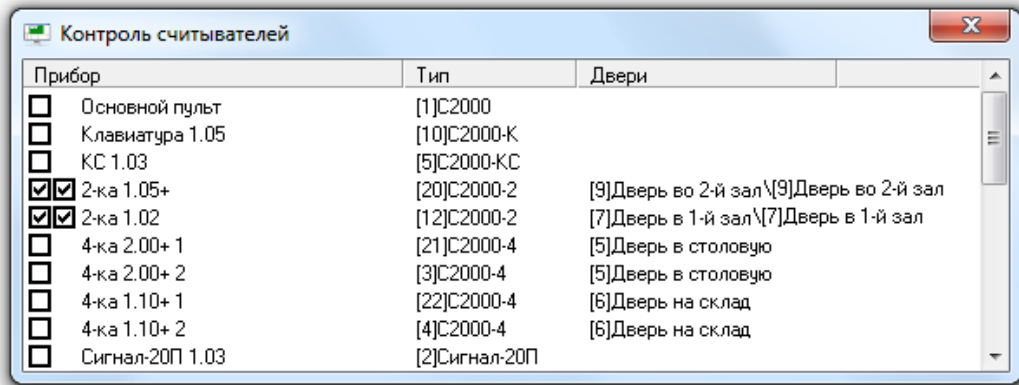 Контроль считывателей
Прибор Тип Двери
Основной пульт [1]С2000
Клавиатура 1.05 [10]С2000-К
КС 1.03 [5]С2000-КС
2-ка 1.05+ [20]С2000-2 [9]Дверь во 2-й зал\[9]Дверь во 2-й зал
2-ка 1.02 [12]С2000-2 [7]Дверь в 1-й зал\[7]Дверь в 1-й зал
4-ка 2.00+ 1 [21]С2000-4 [5]Дверь в столовую
4-ка 2.00+ 2 [3]С2000-4 [5]Дверь в столовую
4-ка 1.10+ 1 [22]С2000-4 [6]Дверь на склад
4-ка 1.10+ 2 [4]С2000-4 [6]Дверь на склад
Сигнал-20П 1.03 [2]Сигнал-20П